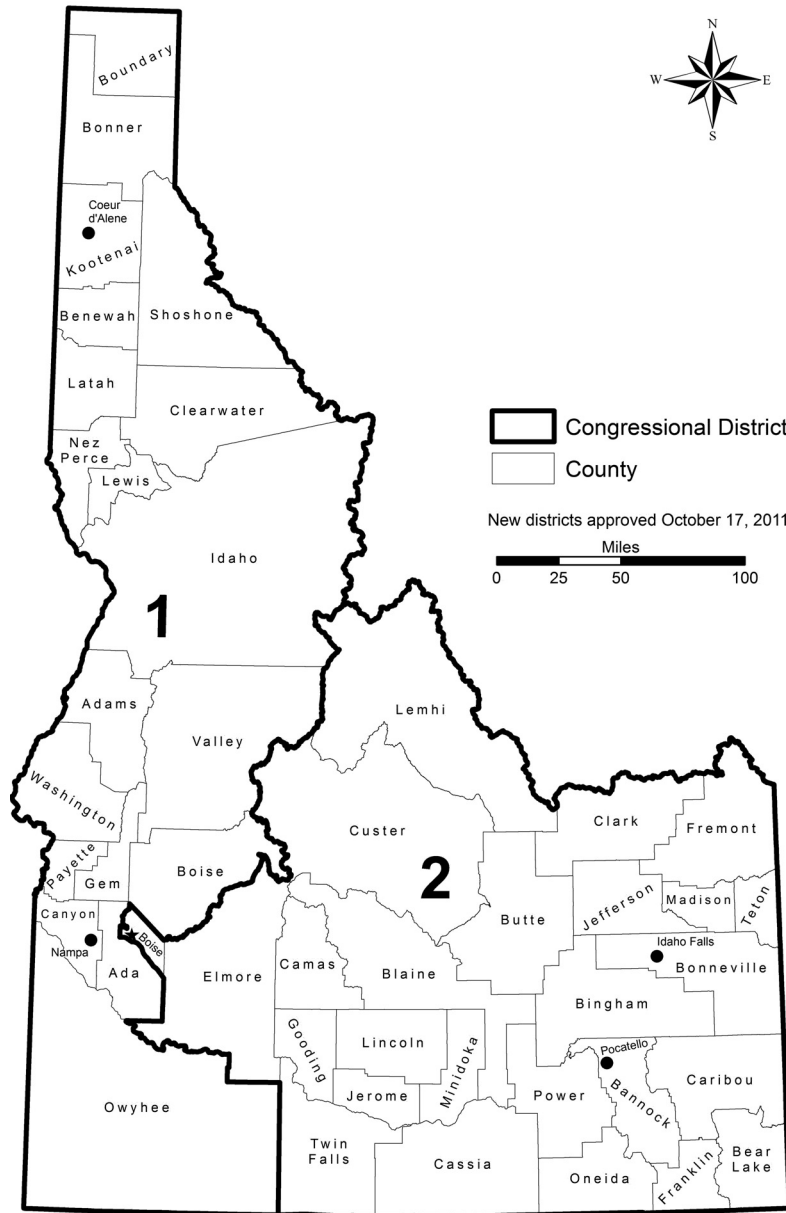 N
W E
S
Boundary
Bonner
Coeur
d'Alene
Kootenai
Benewah
Shoshone
Latah
Clearwater
Nez
Perce
Lewis
Congressional District
County
New districts approved October 17, 2011
Miles
0 25 50 100
Idaho
1
Adams
Lemhi
Valley
Washington
Custer
Clark
Fremont
2
Payette
Gem
Boise
Butte
Jefferson
Madison
Teton
Canyon
Nampa
Boise
Ada
Elmore
Camas
Blaine
Idaho Falls
Bonneville
Bingham
Gooding
Lincoln
Minidoka
Jerome
Pocatello
Power
Bannock
Caribou
Owyhee
Twin
Falls
Cassia
Oneida
Franklin
Bear
Lake